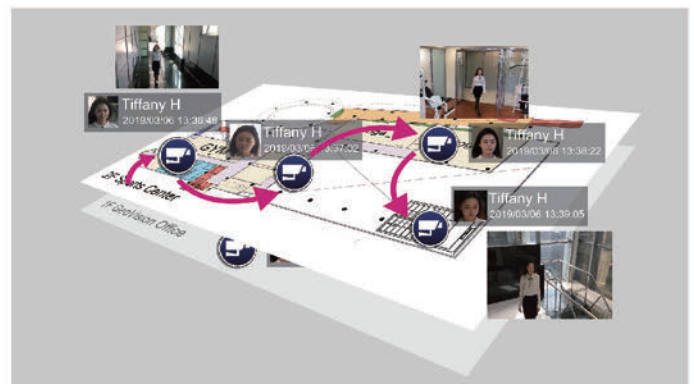 Tiffany H
2019/03/06 13:36:48
Tiffany H
2019/03/06 13:37:02
Tiffany H
2019/03/06 13:38:22
Tiffany H
2019/03/06 13:39:05
GYM
2F Sports Center
1F GeoVision Office